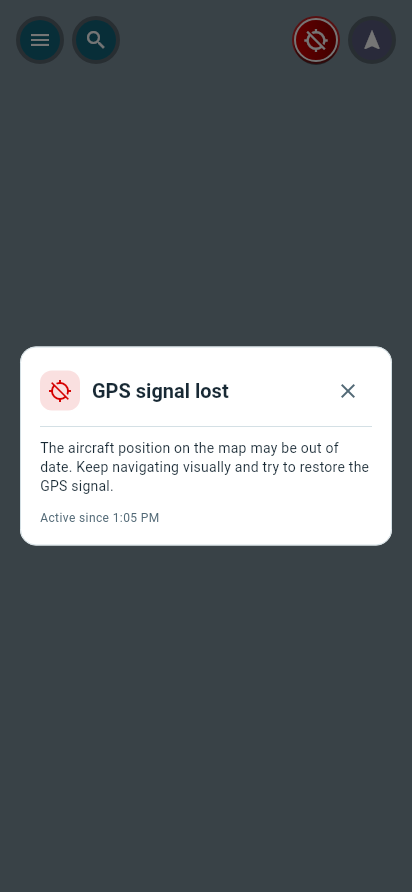 GPS signal lost
The aircraft position on the map may be out of
date. Keep navigating visually and try to restore the
GPS signal.
Active since 1:05 PM